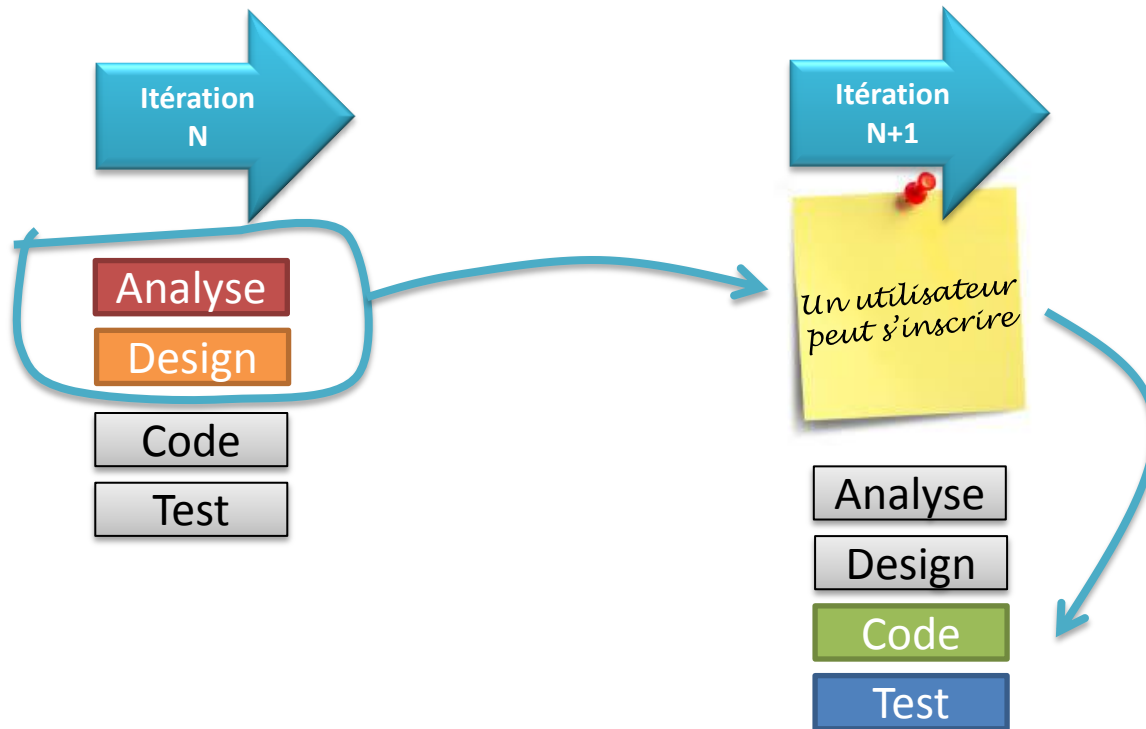 Itération
N
Analyse
Design
Code
Test
Itération
N+1
Un utilisateur
peut s'inscrire
Analyse
Design
Code
Test